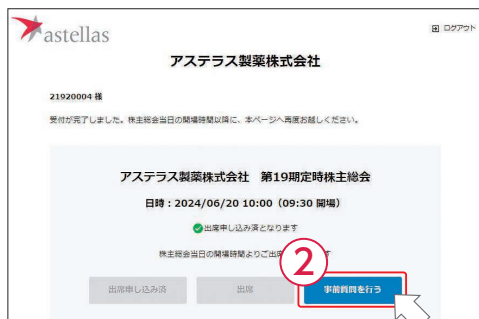 astellas
ログアウト
アステラス製薬株式会社
21920004 様
受付が完了しました。株主総会当日の開場時間以降に、本ページへ再度お越しください。
アステラス製薬株式会社 第19期定時株主総会
日時：2024/06/20 10:00（09:30 開場）
出席申し込み済となります
株主総会当日の開場時間よりご出席
2
出席申し込み済 出席 事前質問を行う